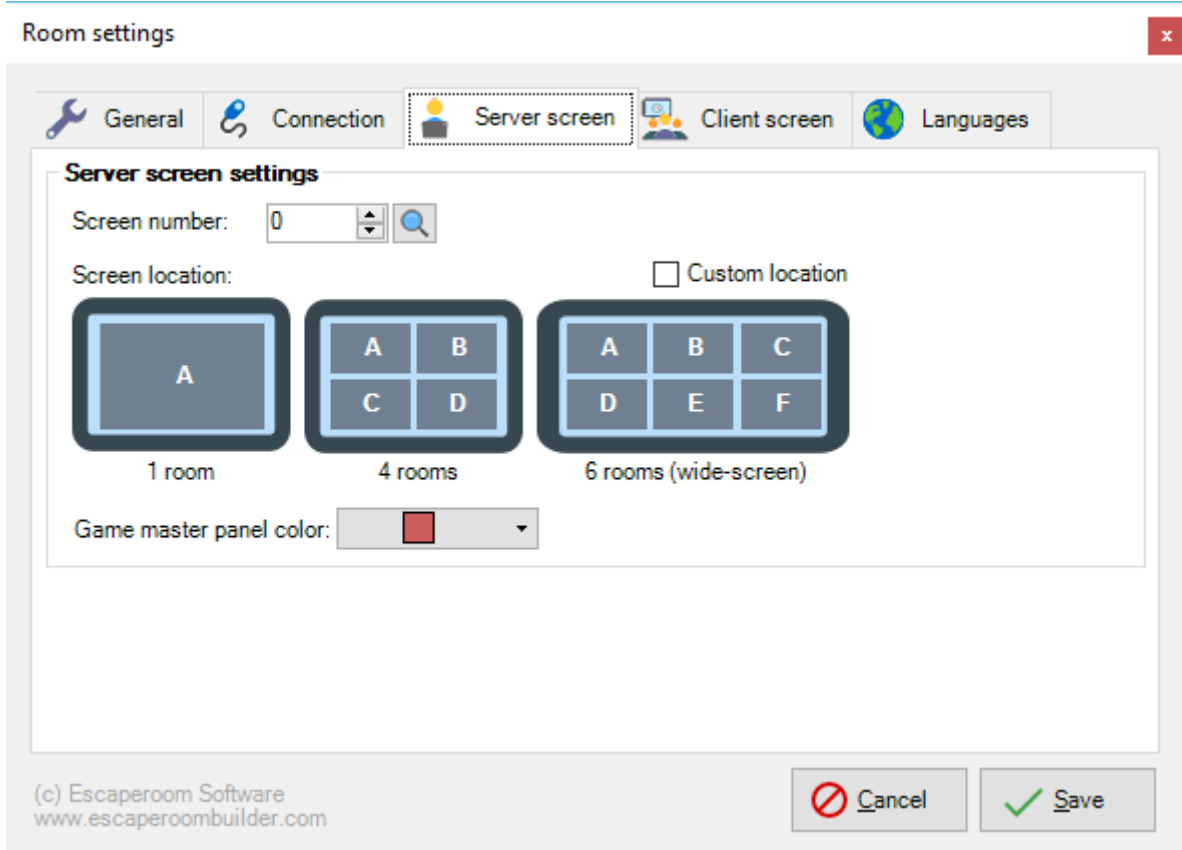 Room settings
x
General Connection Server screen Client screen Languages
Server screen settings
Screen number: 0
Screen location: Custom location
A
A B
C D
A B C
D E F
1 room 4 rooms 6 rooms (wide-screen)
Game master panel color:
(c) Escaperoom Software
www.escaperoombuilder.com
Cancel Save